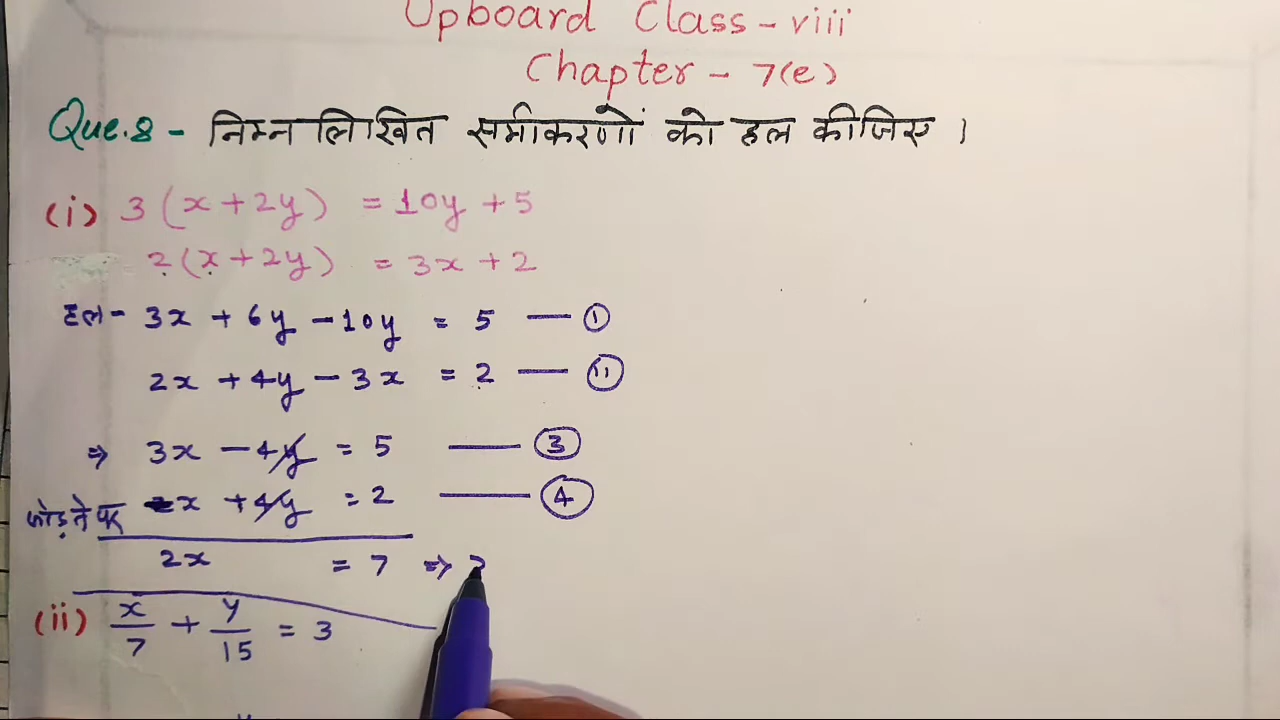 Upboard Class - viii
Chapter - 7(e)
Que.8 - निम्न लिखित समीकरणों को हल कीजिए ।
(i) 3 (x + 2y) = 10y + 5
2 (x + 2y) = 3x + 2
हल - 3x + 6y - 10y = 5 — ①
2x + 4y - 3x = 2 — ⑪
⇒ 3x - 4y = 5 — ③
जोड़ने पर -x + 4y = 2 — ④
2x = 7 ⇒
(ii) x/7 + y/15 = 3